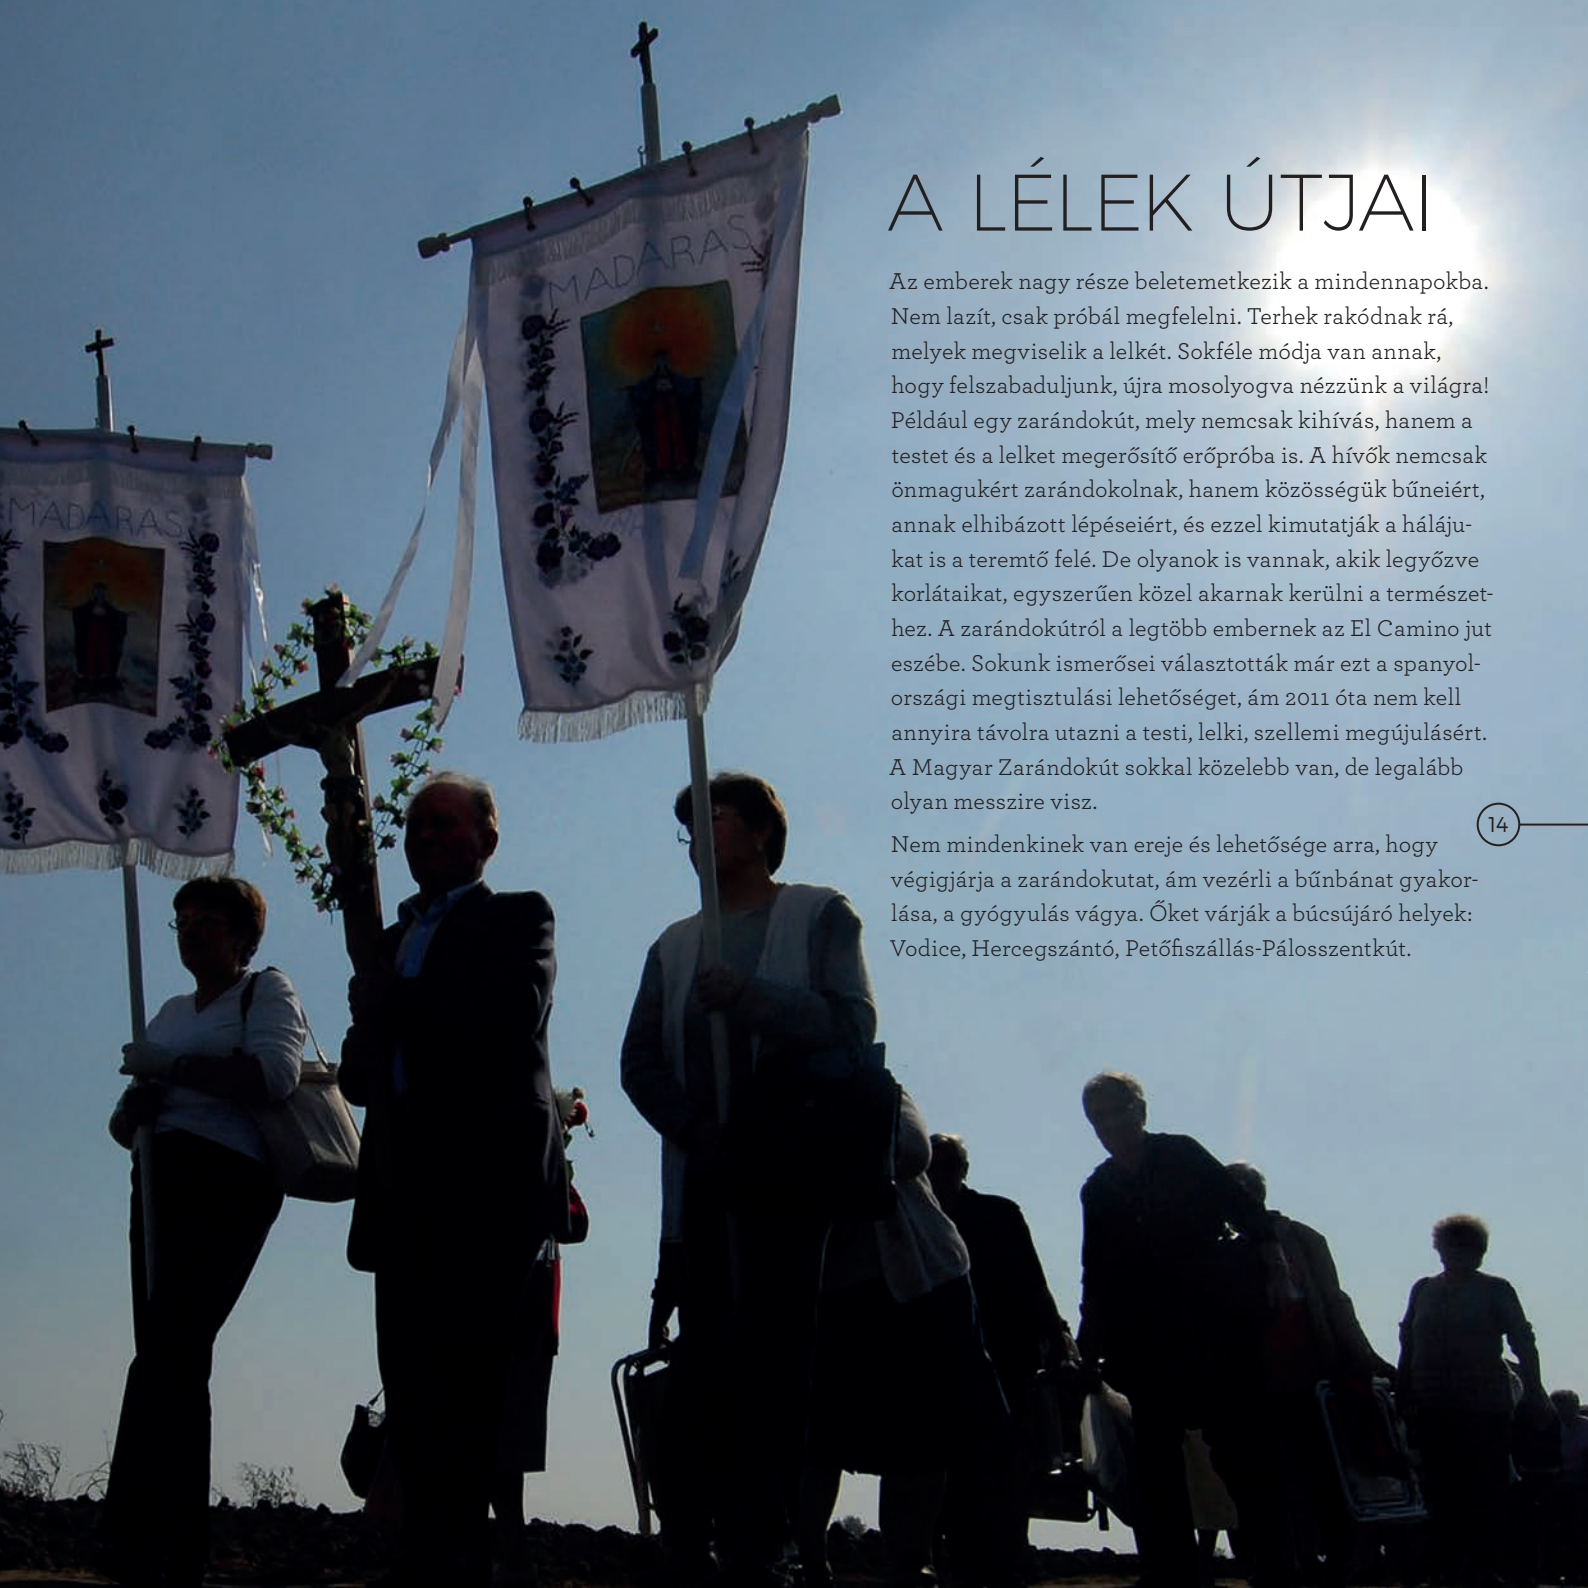 MADARAS
MADARAS
A LÉLEK ÚTJAI
Az emberek nagy része beletemetkezik a mindennapokba.
Nem lazít, csak próbál megfelelni. Terhek rakódnak rá,
melyek megviselik a lelkét. Sokféle módja van annak,
hogy felszabaduljunk, újra mosolyogva nézzünk a világra!
Például egy zarándokút, mely nemcsak kihívás, hanem a
testet és a lelket megerősítő erőpróba is. A hívők nemcsak
önmagukért zarándokolnak, hanem közösségük bűneiért,
annak elhibázott lépéseiért, és ezzel kimutatják a háláju-
kat is a teremtő felé. De olyanok is vannak, akik legyőzve
korlátaikat, egyszerűen közel akarnak kerülni a természet-
hez. A zarándokútról a legtöbb embernek az El Camino jut
eszébe. Sokunk ismerősei választották már ezt a spanyol-
országi megtisztulási lehetőséget, ám 2011 óta nem kell
annyira távolra utazni a testi, lelki, szellemi megújulásért.
A Magyar Zarándokút sokkal közelebb van, de legalább
olyan messzire visz.
Nem mindenkinek van ereje és lehetősége arra, hogy
végigjárja a zarándokutat, ám vezérli a bűnbánat gyakor-
lása, a gyógyulás vágya. Őket várják a búcsújáró helyek:
Vodice, Hercegszántó, Petőfiszállás-Pálosszentkút.
14